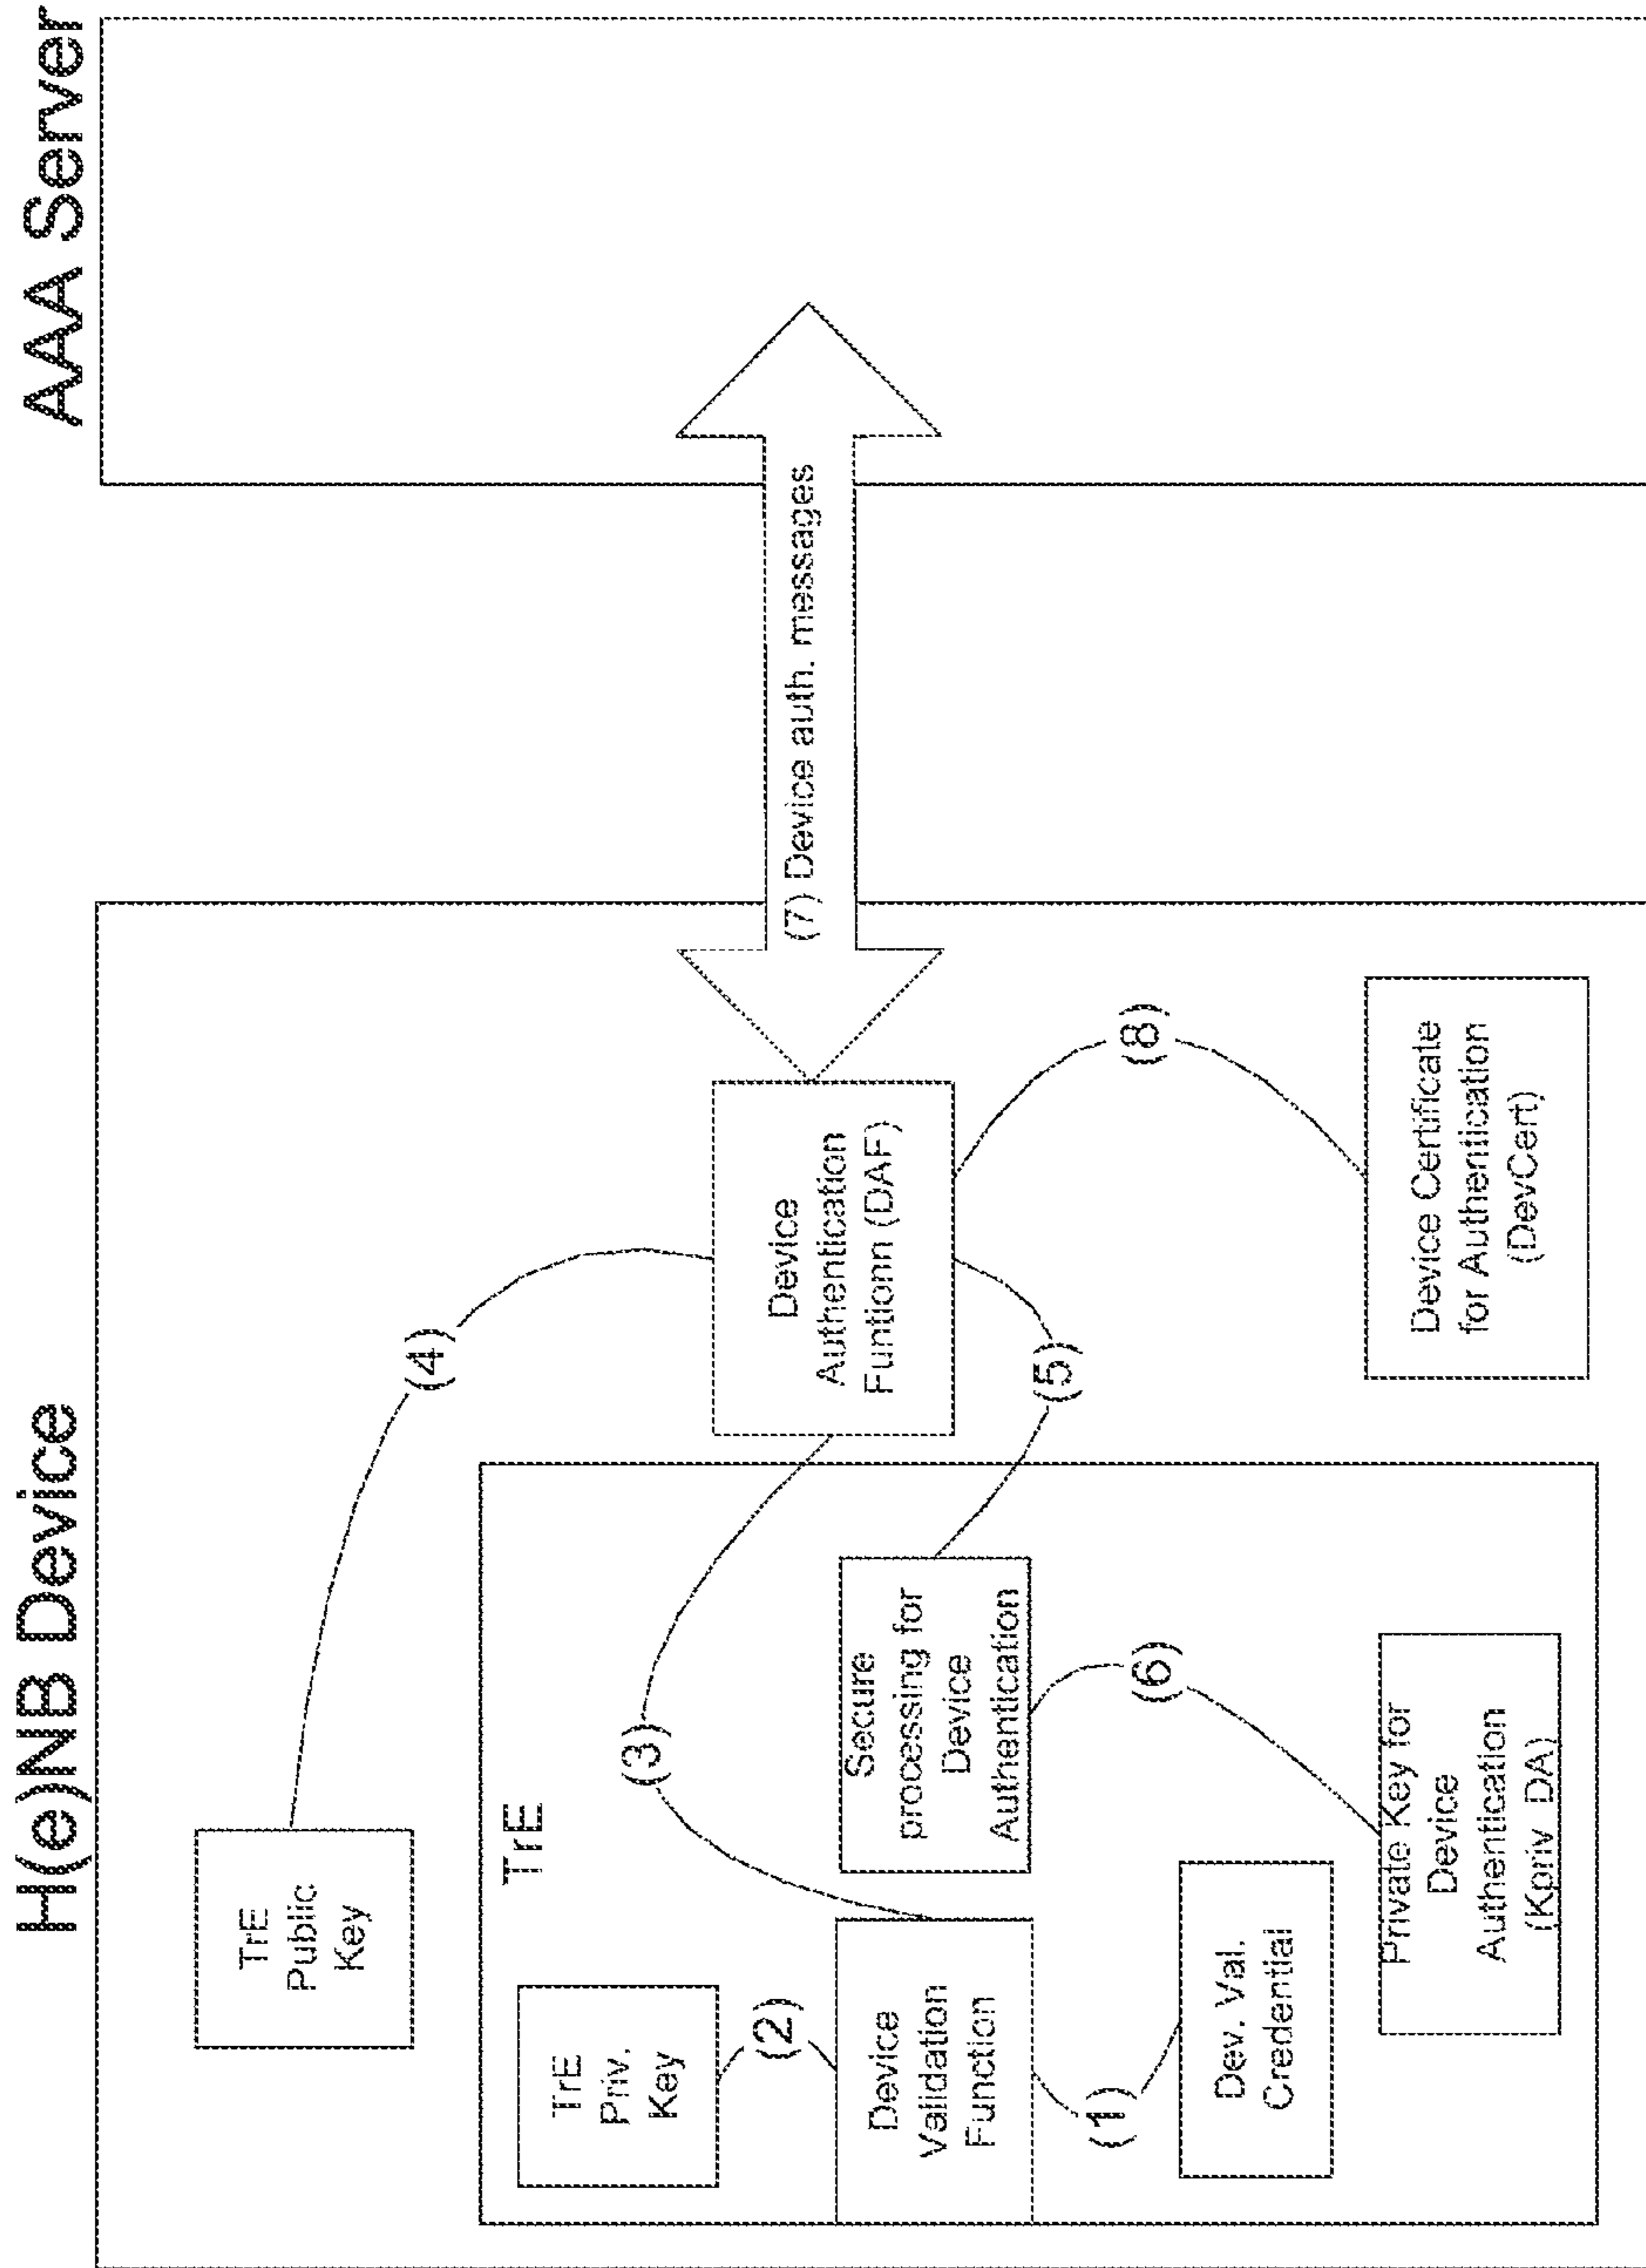 H(e)NB Device
AAA Server
TrE
Public
Key
(4)
TrE
TrE
Priv.
Key
(2)
(3)
Device
Validation
Function
Secure
processing for
Device
Authentication
Device
Authentication
Funtionn (DAF)
(7) Device auth. messages
(1)
(6)
(5)
(8)
Dev. Val.
Credential
Private Key for
Device
Authentication
(Kpriv_DA)
Device Certificate
for Authentication
(DevCert)